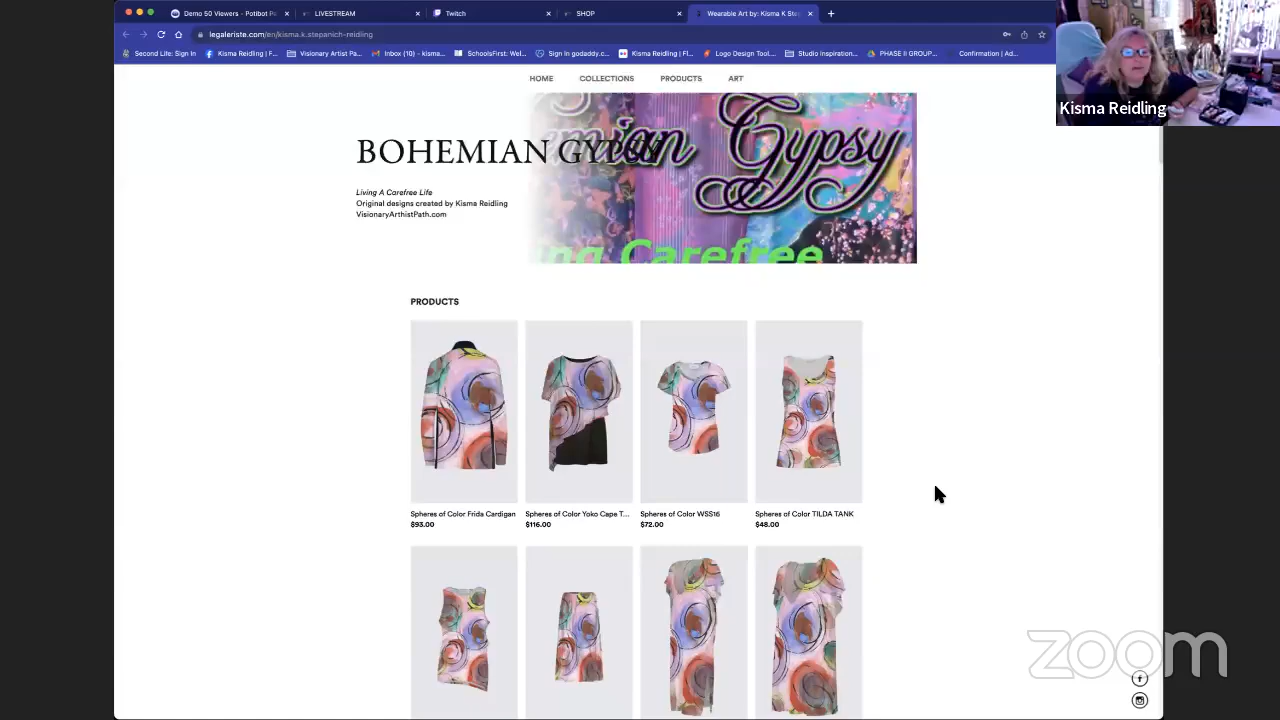 Demo 50 Viewers - Potibot Po
LIVESTREAM
Twitch
SHOP
Wearable Art by: Kisma K Ste
legaleriste.com/en/kisma.k.stepanich-reidling
Second Life: Sign In
Kisma Reidling | F...
Visionary Artist Pa...
Inbox (10) - kisma...
SchoolsFirst: Wel...
Sign In godaddy.c...
Kisma Reidling | Fl...
Logo Design Tool...
Studio inspiration...
PHASE II GROUP...
Confirmation | Ad...
Kisma Reidling
HOME COLLECTIONS PRODUCTS ART
BOHEMIAN GYPSY
Gypsy
Living A Carefree Life
Original designs created by Kisma Reidling
VisionaryArthistPath.com
Carefree
PRODUCTS
Spheres of Color Frida Cardigan
$93.00
Spheres of Color Yoko Cape T...
$116.00
Spheres of Color WSS16
$72.00
Spheres of Color TILDA TANK
$48.00
zoom